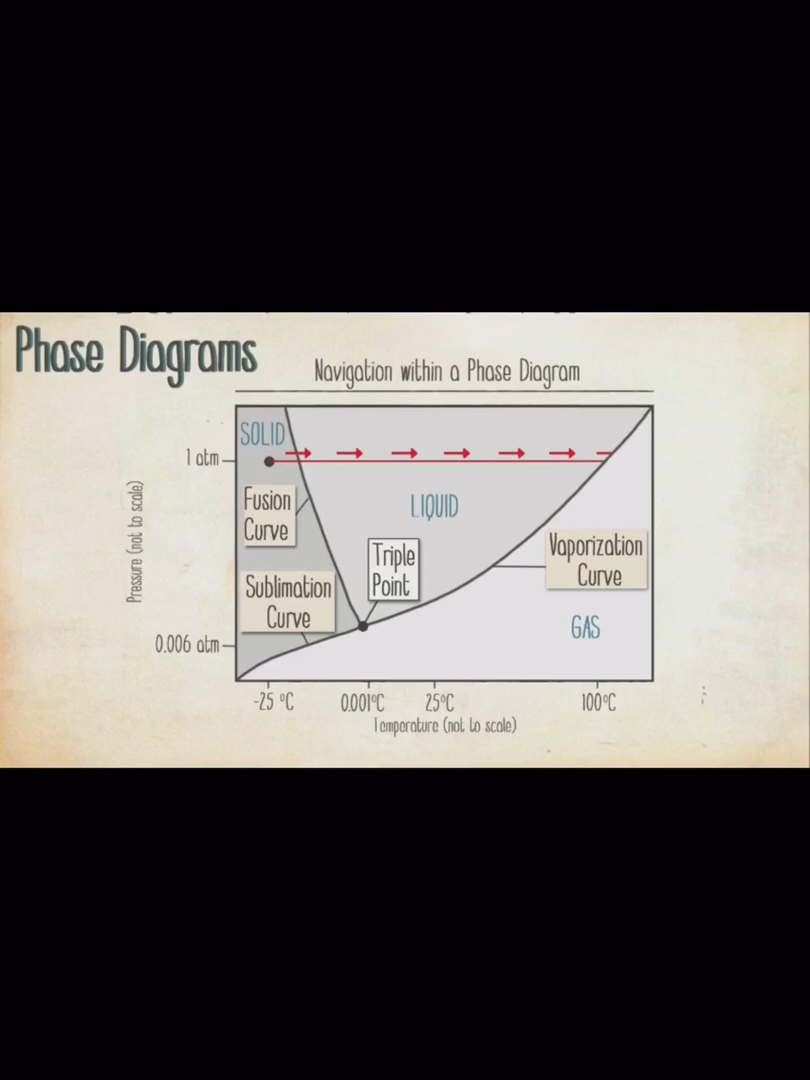 Phase Diagrams
Navigation within a Phase Diagram
SOLID
1 atm
Fusion
Curve
LIQUID
Pressure (not to scale)
Triple
Point
Vaporization
Curve
Sublimation
Curve
GAS
0.006 atm
-25 °C
0.001°C
25°C
100°C
Temperature (not to scale)